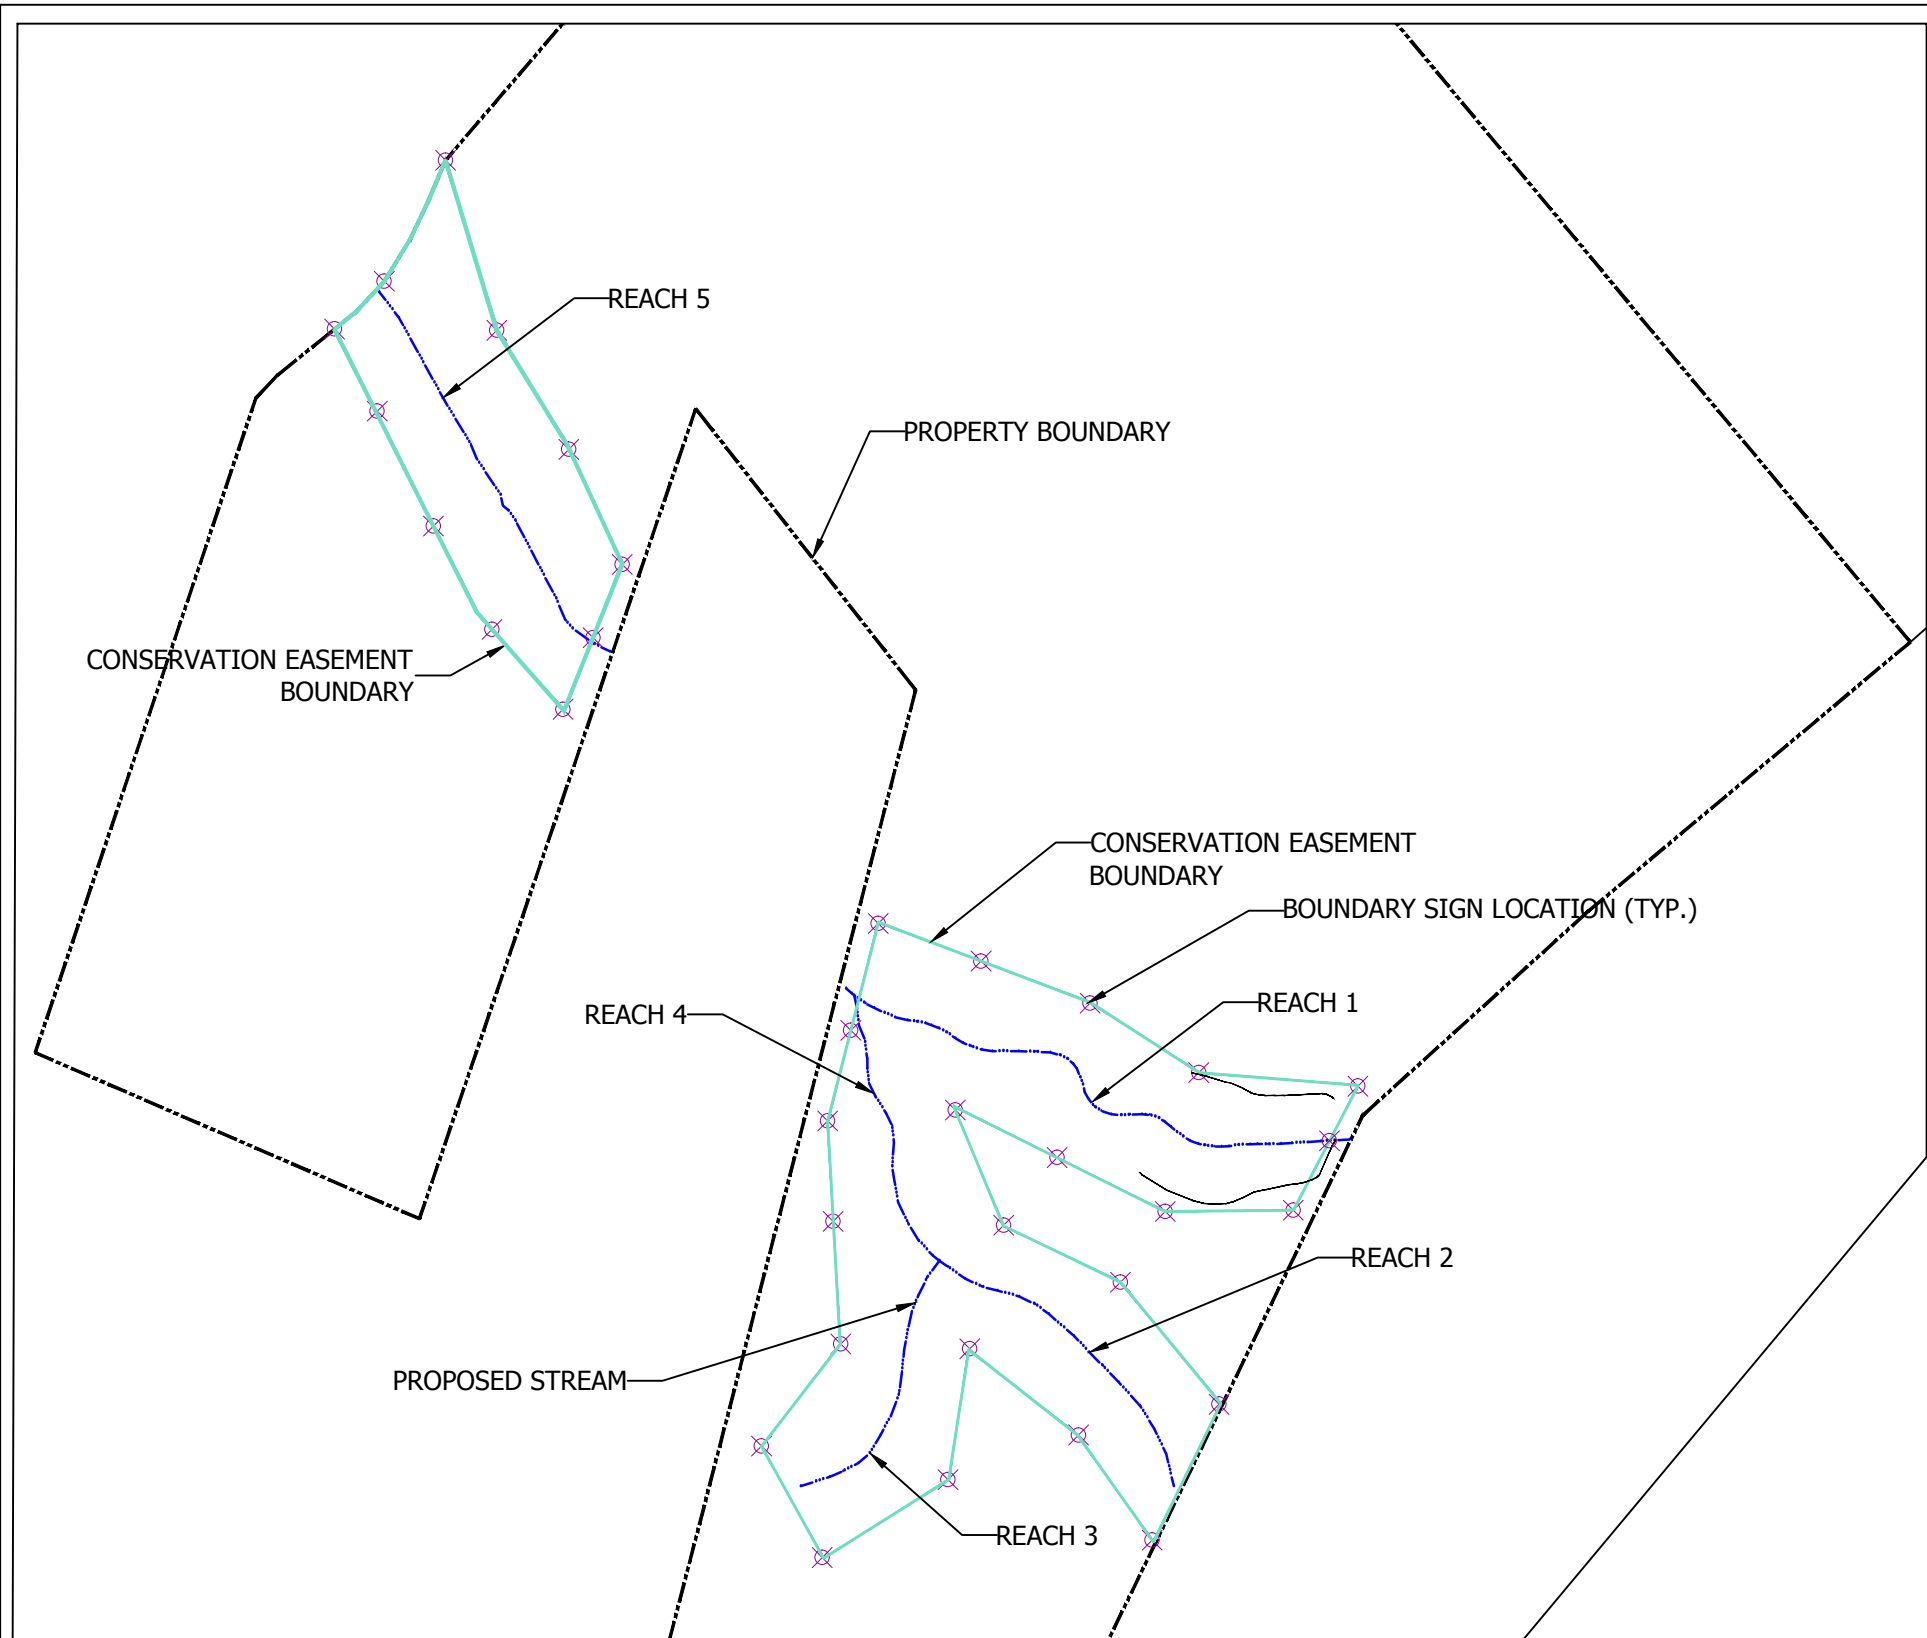 REACH 5
PROPERTY BOUNDARY
CONSERVATION EASEMENT
BOUNDARY
CONSERVATION EASEMENT
BOUNDARY
BOUNDARY SIGN LOCATION (TYP.)
REACH 1
REACH 4
REACH 2
PROPOSED STREAM
REACH 3